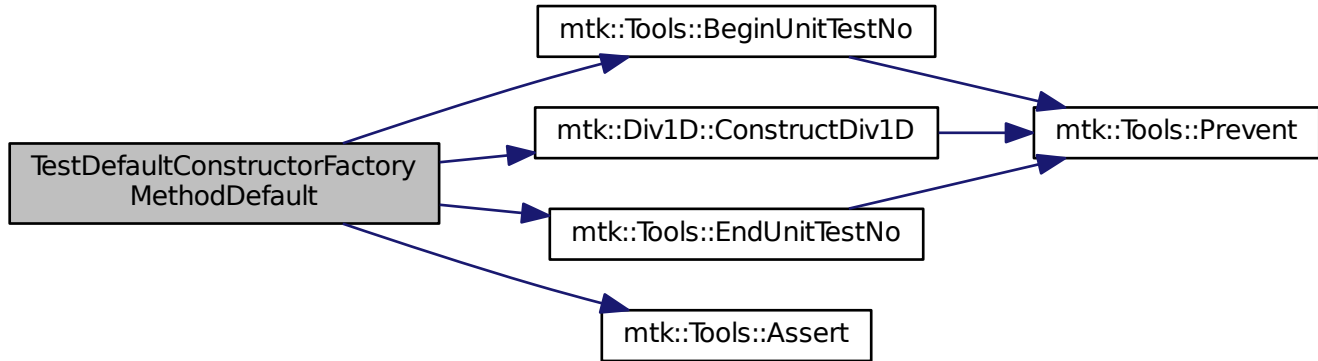 mtk::Tools::BeginUnitTestNo
mtk::Div1D::ConstructDiv1D
mtk::Tools::Prevent
TestDefaultConstructorFactory
MethodDefault
mtk::Tools::EndUnitTestNo
mtk::Tools::Assert